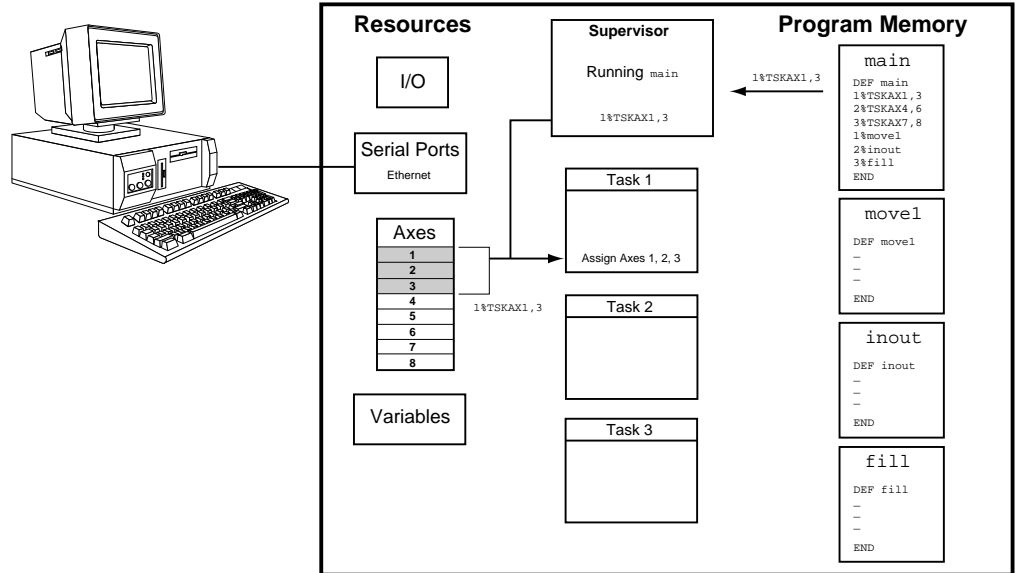 Resources
I/O
Serial Ports
Ethernet
Axes
1
2
3
4
5
6
7
8
1%TSKAX1,3
Variables
Supervisor
Running main
1%TSKAX1,3
Task 1
Assign Axes 1, 2, 3
Task 2
Task 3
1%TSKAX1,3
Program Memory
main
DEF main
1%TSKAX1,3
2%TSKAX4,6
3%TSKAX7,8
1%move1
2%inout
3%fill
END
move1
DEF move1
–
–
–
END
inout
DEF inout
–
–
–
END
fill
DEF fill
–
–
–
END